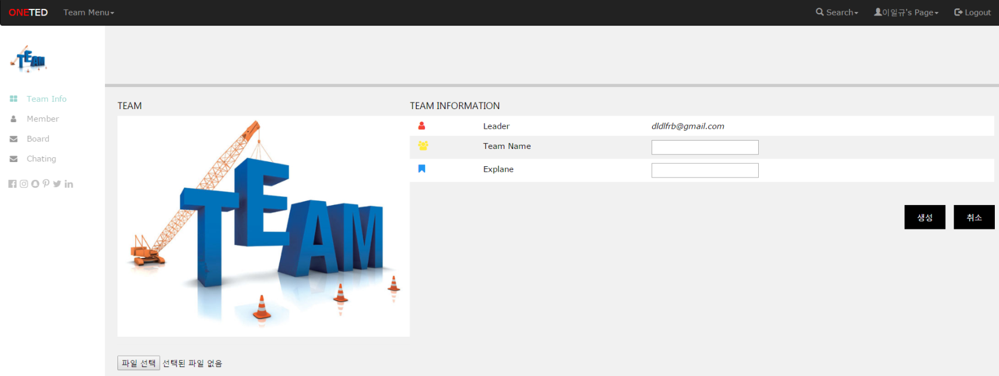 ONETED Team Menu Search 이일규's Page Logout
TEAM
Team Info
Member
Board
Chating
TEAM
TEAM
파일 선택 선택된 파일 없음
TEAM INFORMATION
Leader dldlfrb@gmail.com
Team Name
Explane
생성 취소